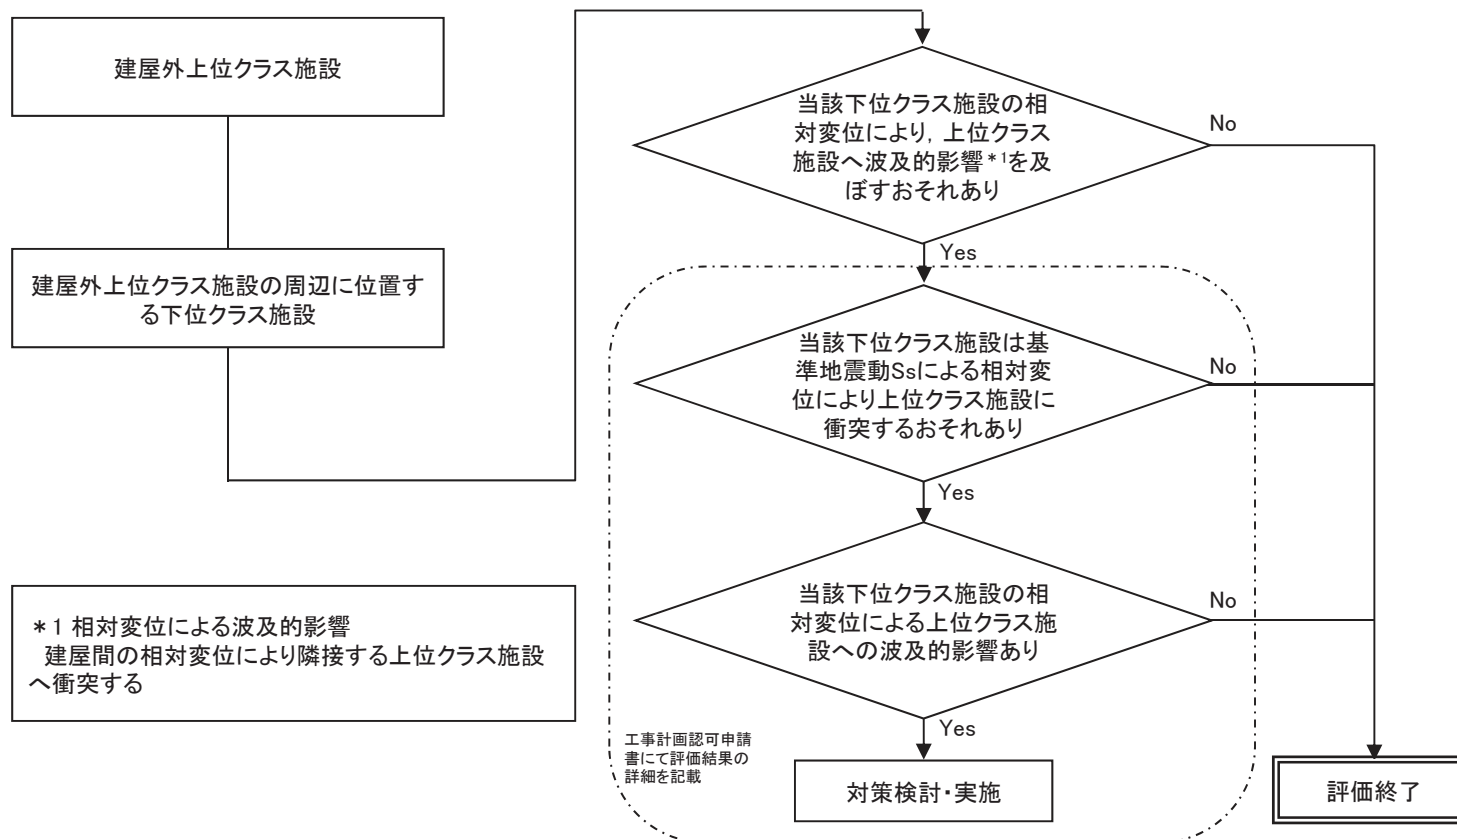 建屋外上位クラス施設
建屋外上位クラス施設の周辺に位置す
る下位クラス施設
*1 相対変位による波及的影響
建屋間の相対変位により隣接する上位クラス施設
へ衝突する
当該下位クラス施設の相
対変位により，上位クラス
施設へ波及的影響*1を及
ぼすおそれあり
No
Yes
当該下位クラス施設は基
準地震動Ssによる相対変
位により上位クラス施設に
衝突するおそれあり
No
Yes
当該下位クラス施設の相
対変位による上位クラス施
設への波及的影響あり
No
Yes
工事計画認可申請
書にて評価結果の
詳細を記載
対策検討・実施
評価終了